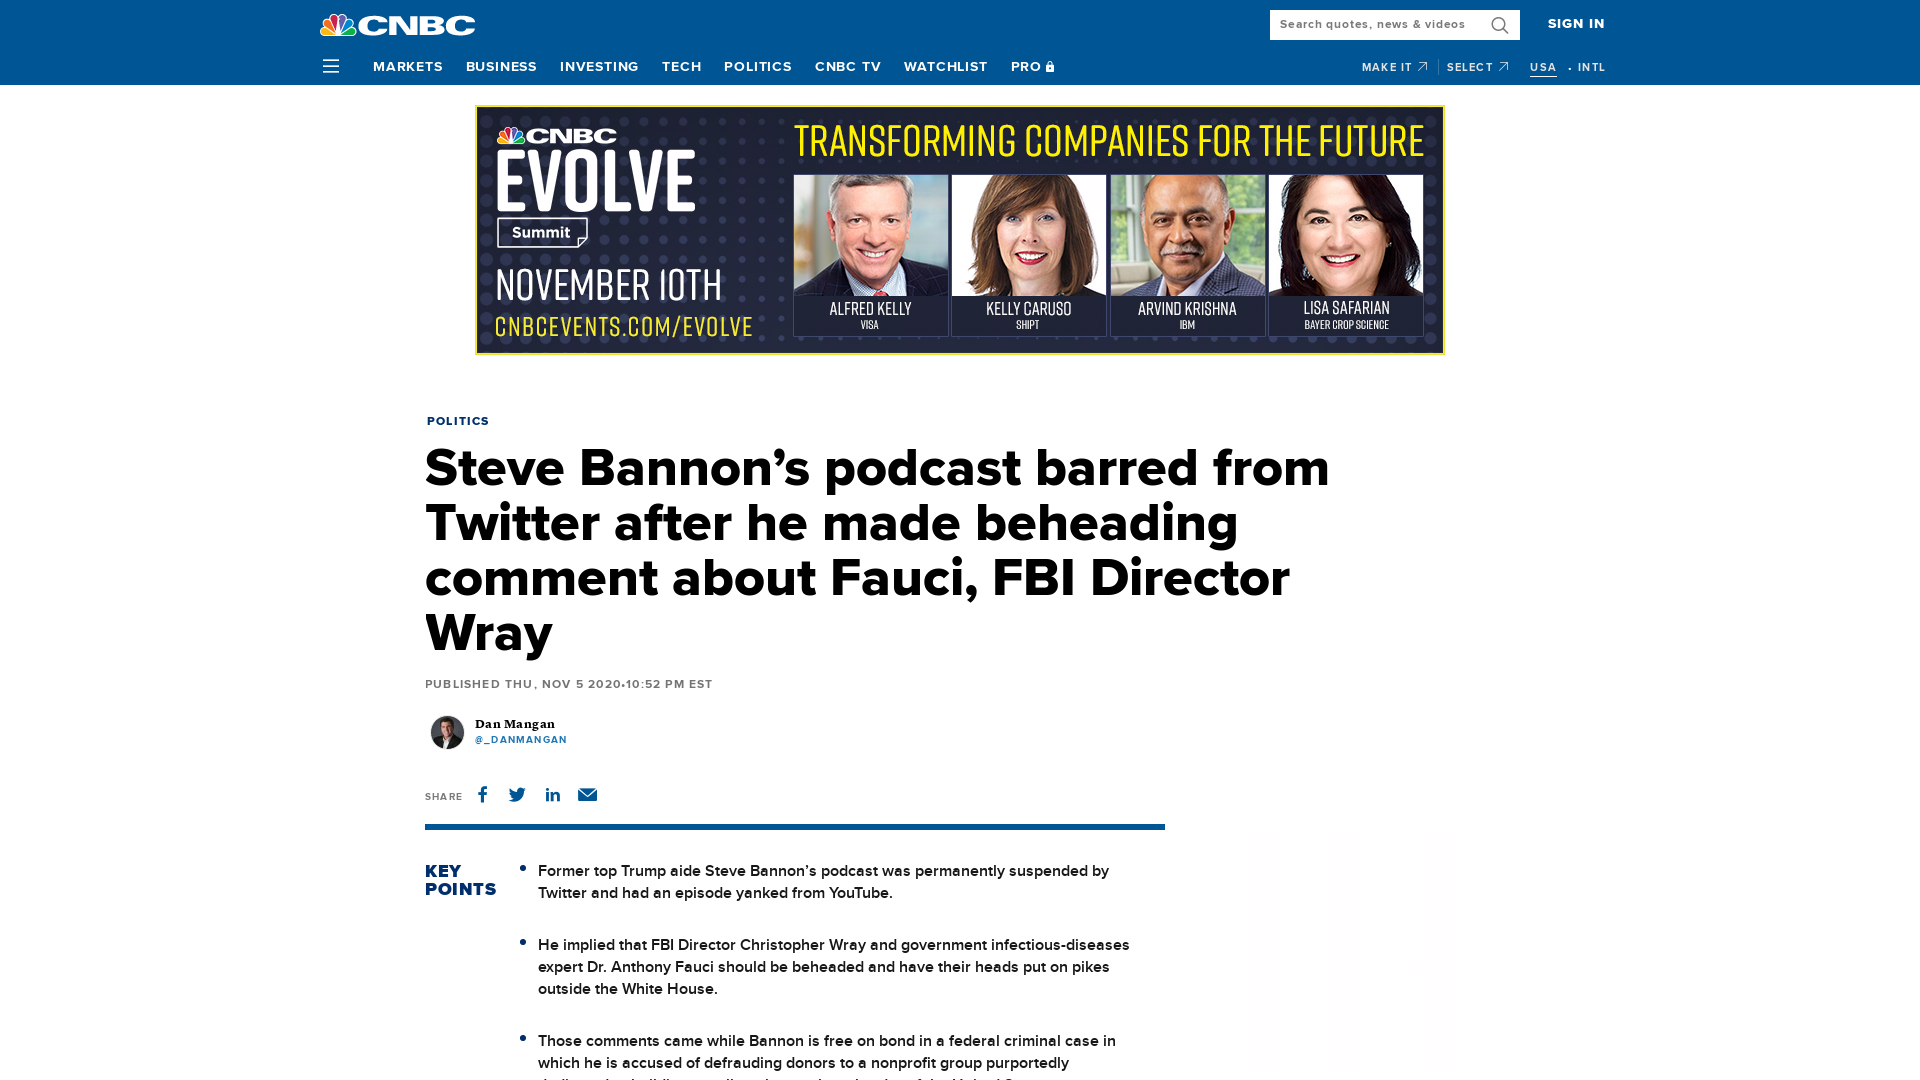 CNBC
Search quotes, news & videos
SIGN IN
MARKETS BUSINESS INVESTING TECH POLITICS CNBC TV WATCHLIST PRO
MAKE IT SELECT USA • INTL
CNBC
EVOLVE
Summit
NOVEMBER 10TH
CNBCEVENTS.COM/EVOLVE
TRANSFORMING COMPANIES FOR THE FUTURE
ALFRED KELLY
VISA
KELLY CARUSO
SHIPT
ARVIND KRISHNA
IBM
LISA SAFARIAN
BAYER CROP SCIENCE
POLITICS
Steve Bannon’s podcast barred from
Twitter after he made beheading
comment about Fauci, FBI Director
Wray
PUBLISHED THU, NOV 5 2020•10:52 PM EST
Dan Mangan
@_DANMANGAN
SHARE
KEY
POINTS
• Former top Trump aide Steve Bannon’s podcast was permanently suspended by
Twitter and had an episode yanked from YouTube.
• He implied that FBI Director Christopher Wray and government infectious-diseases
expert Dr. Anthony Fauci should be beheaded and have their heads put on pikes
outside the White House.
• Those comments came while Bannon is free on bond in a federal criminal case in
which he is accused of defrauding donors to a nonprofit group purportedly